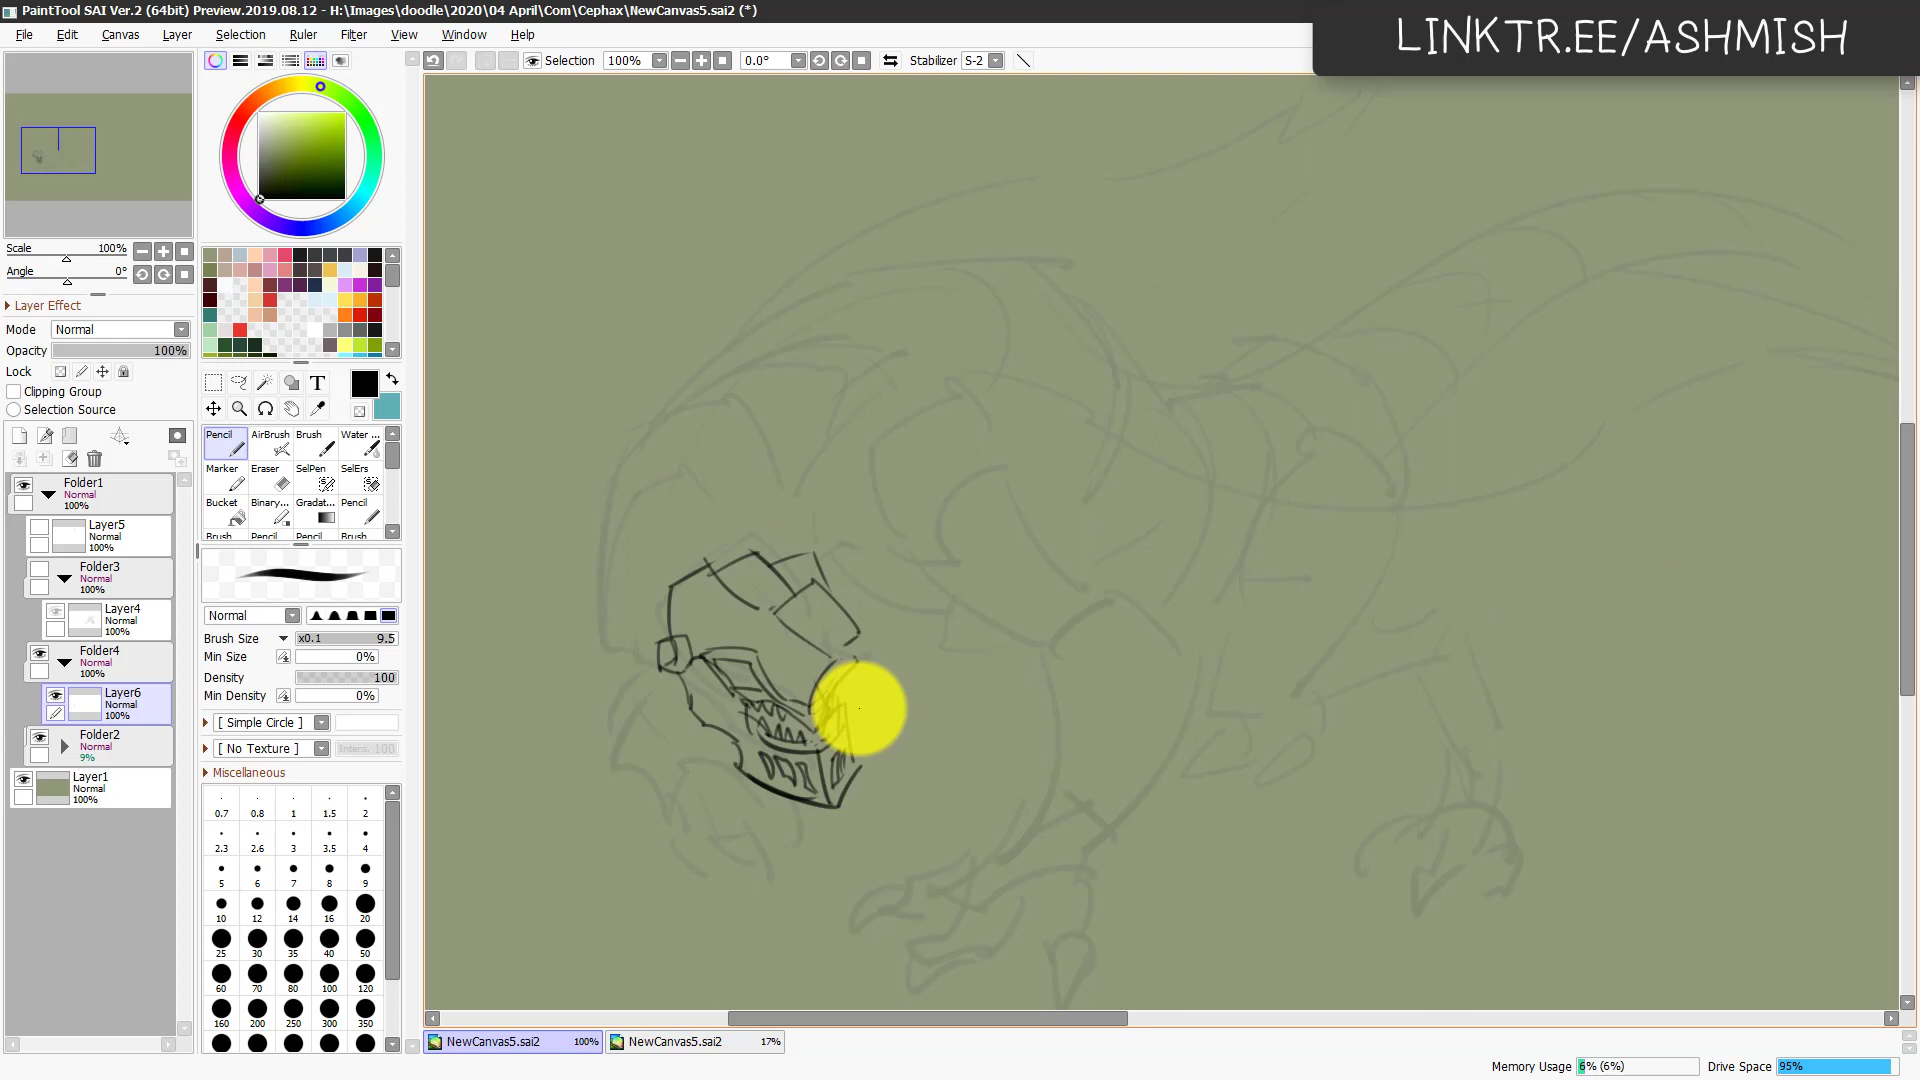 PaintTool SAI Ver.2 (64bit) Preview.2019.08.12 - H:\Images\doodle\2020\04 April\Com\Cephax\NewCanvas5.sai2 (*)
LINKTR.EE/ASHMISH
File Edit Canvas Layer Selection Ruler Filter View Window Help
Selection 100% 0.0° Stabilizer S-2
Scale 100%
Angle 0°
Layer Effect
Mode Normal
Opacity 100%
Lock
Clipping Group
Selection Source
Folder1
Normal
100%
Layer5
Normal
100%
Folder3
Normal
100%
Layer4
Normal
100%
Folder4
Normal
100%
Layer6
Normal
100%
Folder2
Normal
9%
Layer1
Normal
100%
T
Pencil AirBrush Brush Water ...
Marker Eraser SelPen SelErs
Bucket Binary... Gradat... Pencil
Brush Pencil Pencil Brush
Normal
Brush Size x0.1 9.5
Min Size 0%
Density 100
Min Density 0%
[ Simple Circle ]
[ No Texture ] Intens. 100
Miscellaneous
0.7 0.8 1 1.5 2
2.3 2.6 3 3.5 4
5 6 7 8 9
10 12 14 16 20
25 30 35 40 50
60 70 80 100 120
160 200 250 300 350
NewCanvas5.sai2 100% NewCanvas5.sai2 17%
Memory Usage 6% (6%) Drive Space 95%